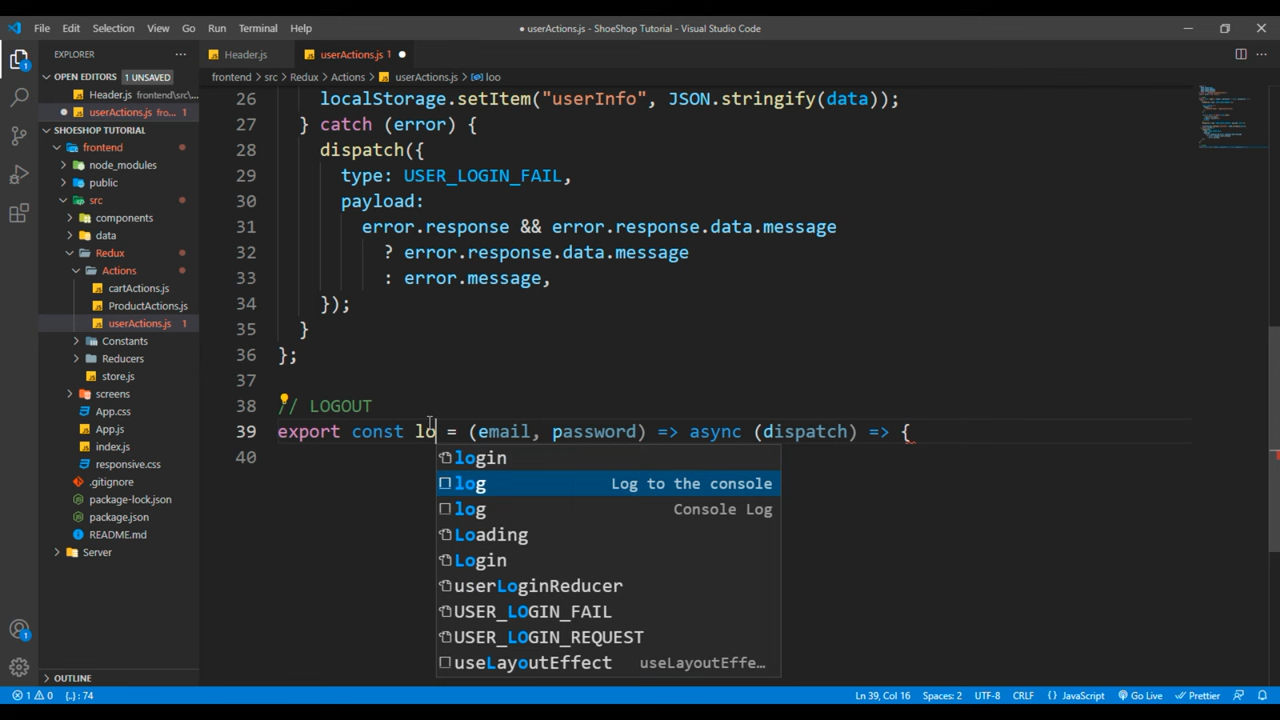 File Edit Selection View Go Run Terminal Help
● userActions.js - ShoeShop Tutorial - Visual Studio Code
EXPLORER
OPEN EDITORS 1 UNSAVED
Header.js frontend\src\...
userActions.js fro... 1
SHOESHOP TUTORIAL
frontend
node_modules
public
src
components
data
Redux
Actions
cartActions.js
ProductActions.js
userActions.js 1
Constants
Reducers
store.js
screens
App.css
App.js
index.js
responsive.css
.gitignore
package-lock.json
package.json
README.md
Server
OUTLINE
Header.js userActions.js 1 ●
frontend > src > Redux > Actions > userActions.js > loo
26 localStorage.setItem("userInfo", JSON.stringify(data));
27 } catch (error) {
28 dispatch({
29 type: USER_LOGIN_FAIL,
30 payload:
31 error.response && error.response.data.message
32 ? error.response.data.message
33 : error.message,
34 });
35 }
36 };
37
38 // LOGOUT
39 export const lo = (email, password) => async (dispatch) => {
40
login
log Log to the console
log Console Log
Loading
Login
userLoginReducer
USER_LOGIN_FAIL
USER_LOGIN_REQUEST
useLayoutEffect useLayoutEffe...
1 0 {..}: 74 Ln 39, Col 16 Spaces: 2 UTF-8 CRLF {} JavaScript Go Live Prettier